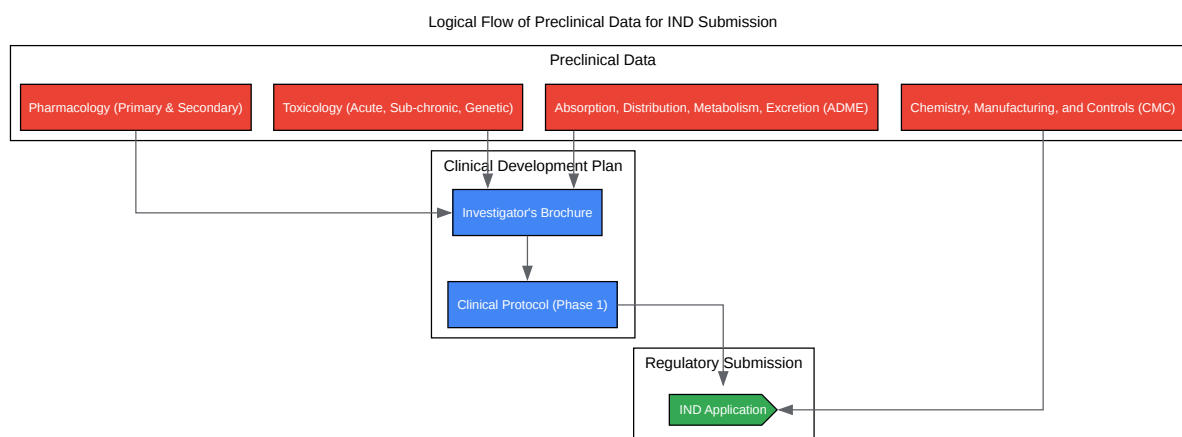 Logical Flow of Preclinical Data for IND Submission
Preclinical Data
Pharmacology (Primary & Secondary)
Toxicology (Acute, Sub-chronic, Genetic)
Absorption, Distribution, Metabolism, Excretion (ADME)
Chemistry, Manufacturing, and Controls (CMC)
Clinical Development Plan
Investigator's Brochure
Clinical Protocol (Phase 1)
Regulatory Submission
IND Application